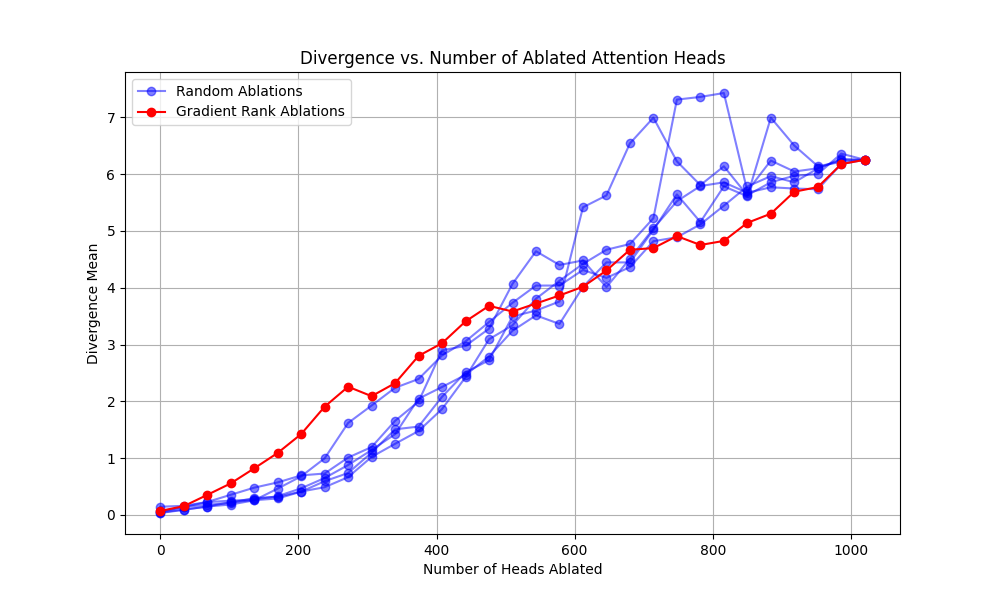 Divergence vs. Number of Ablated Attention Heads
Random Ablations
Gradient Rank Ablations
Divergence Mean
7
6
5
4
3
2
1
0
0 200 400 600 800 1000
Number of Heads Ablated